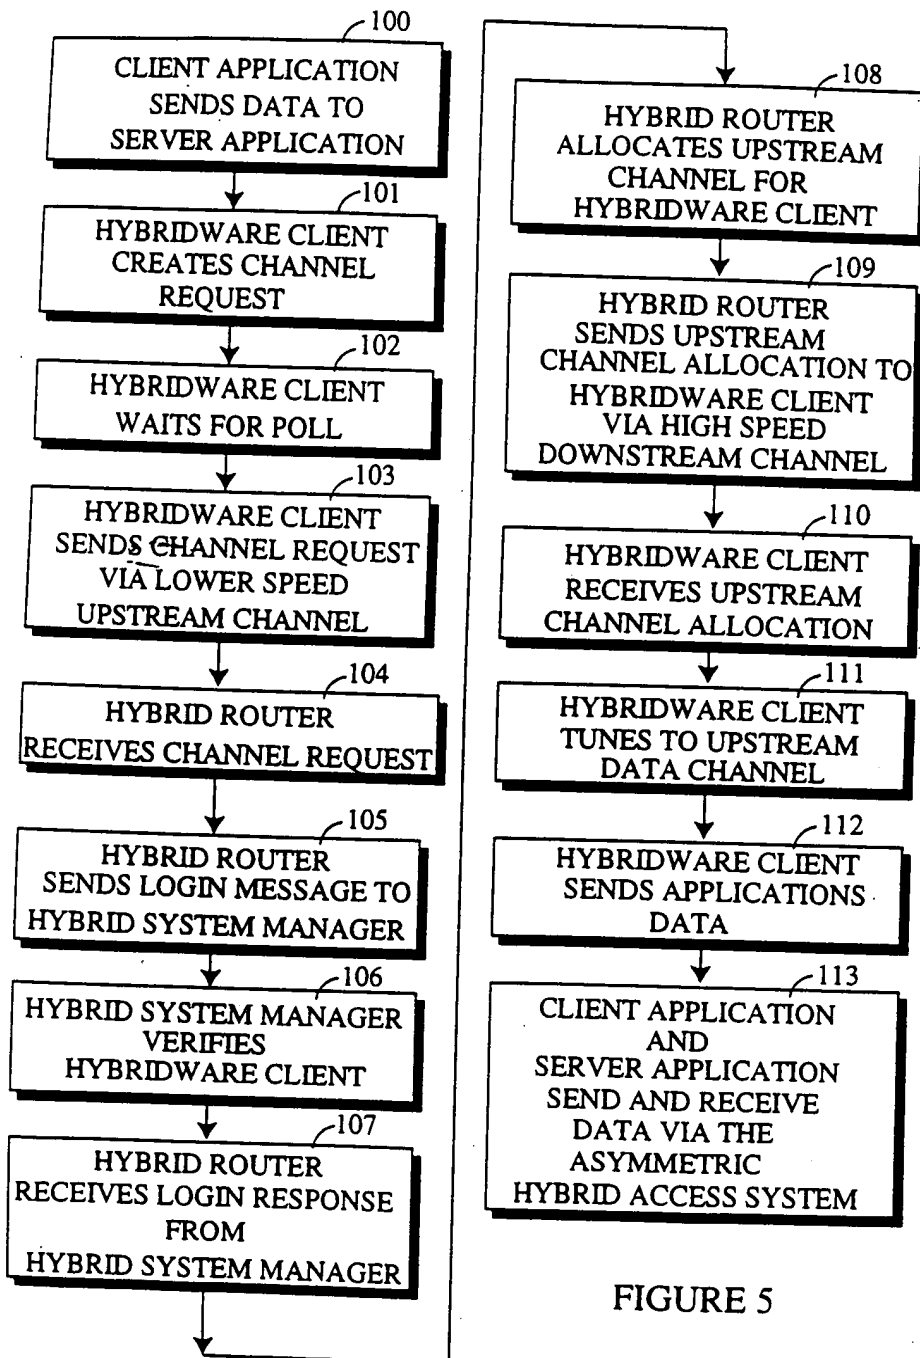 100
CLIENT APPLICATION
SENDS DATA TO
SERVER APPLICATION
101
HYBRIDWARE CLIENT
CREATES CHANNEL
REQUEST
102
HYBRIDWARE CLIENT
WAITS FOR POLL
103
HYBRIDWARE CLIENT
SENDS CHANNEL REQUEST
VIA LOWER SPEED
UPSTREAM CHANNEL
104
HYBRID ROUTER
RECEIVES CHANNEL REQUEST
105
HYBRID ROUTER
SENDS LOGIN MESSAGE TO
HYBRID SYSTEM MANAGER
106
HYBRID SYSTEM MANAGER
VERIFIES
HYBRIDWARE CLIENT
107
HYBRID ROUTER
RECEIVES LOGIN RESPONSE
FROM
HYBRID SYSTEM MANAGER
108
HYBRID ROUTER
ALLOCATES UPSTREAM
CHANNEL FOR
HYBRIDWARE CLIENT
109
HYBRID ROUTER
SENDS UPSTREAM
CHANNEL ALLOCATION TO
HYBRIDWARE CLIENT
VIA HIGH SPEED
DOWNSTREAM CHANNEL
110
HYBRIDWARE CLIENT
RECEIVES UPSTREAM
CHANNEL ALLOCATION
111
HYBRIDWARE CLIENT
TUNES TO UPSTREAM
DATA CHANNEL
112
HYBRIDWARE CLIENT
SENDS APPLICATIONS
DATA
113
CLIENT APPLICATION
AND
SERVER APPLICATION
SEND AND RECEIVE
DATA VIA THE
ASYMMETRIC
HYBRID ACCESS SYSTEM
FIGURE 5